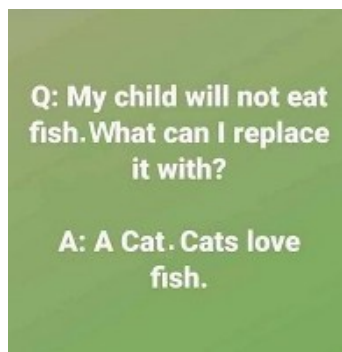 Q: My child will not eat
fish.What can I replace
it with?
A: A Cat. Cats love
fish.